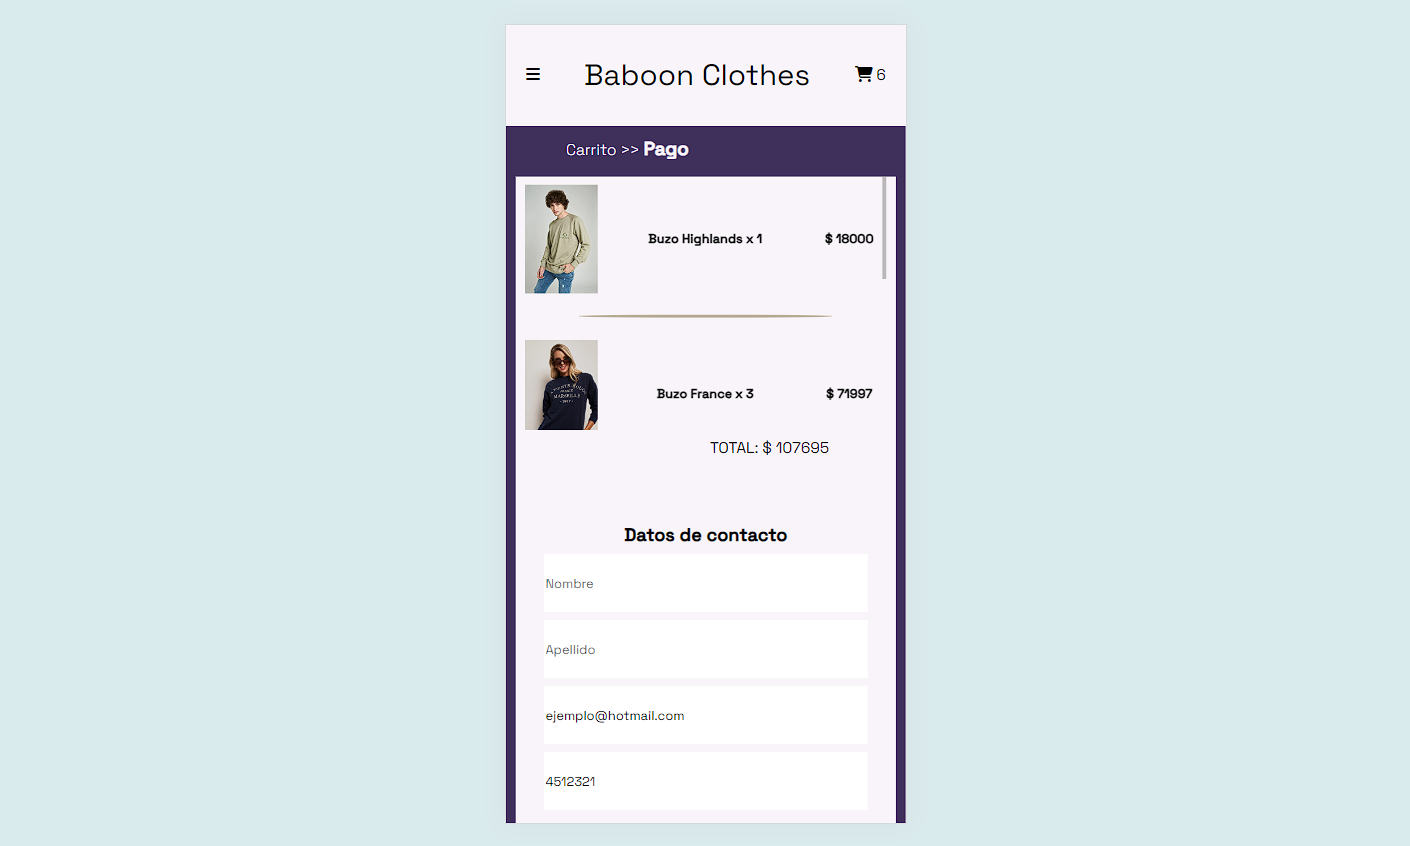 Baboon Clothes
6
Carrito >> Pago
Buzo Highlands x 1
$ 18000
Buzo France x 3
$ 71997
TOTAL: $ 107695
Datos de contacto
Nombre
Apellido
ejemplo@hotmail.com
4512321